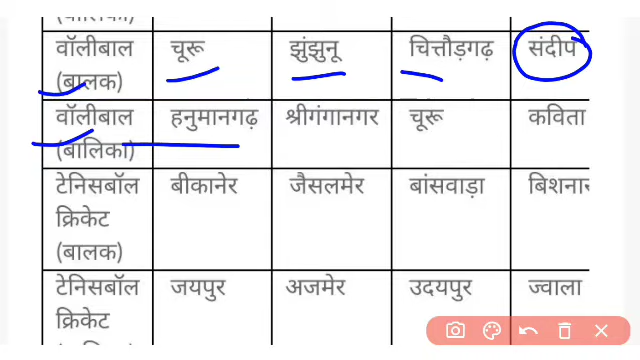 वॉलीबाल चूरू झुंझुनू चित्तौड़गढ़ संदीप
(बालक)
वॉलीबाल हनुमानगढ़ श्रीगंगानगर चूरू कविता
(बालिका)
टेनिसबॉल बीकानेर जैसलमेर बांसवाड़ा
क्रिकेट
(बालक)
टेनिसबॉल जयपुर अजमेर उदयपुर ज्वाला
क्रिकेट